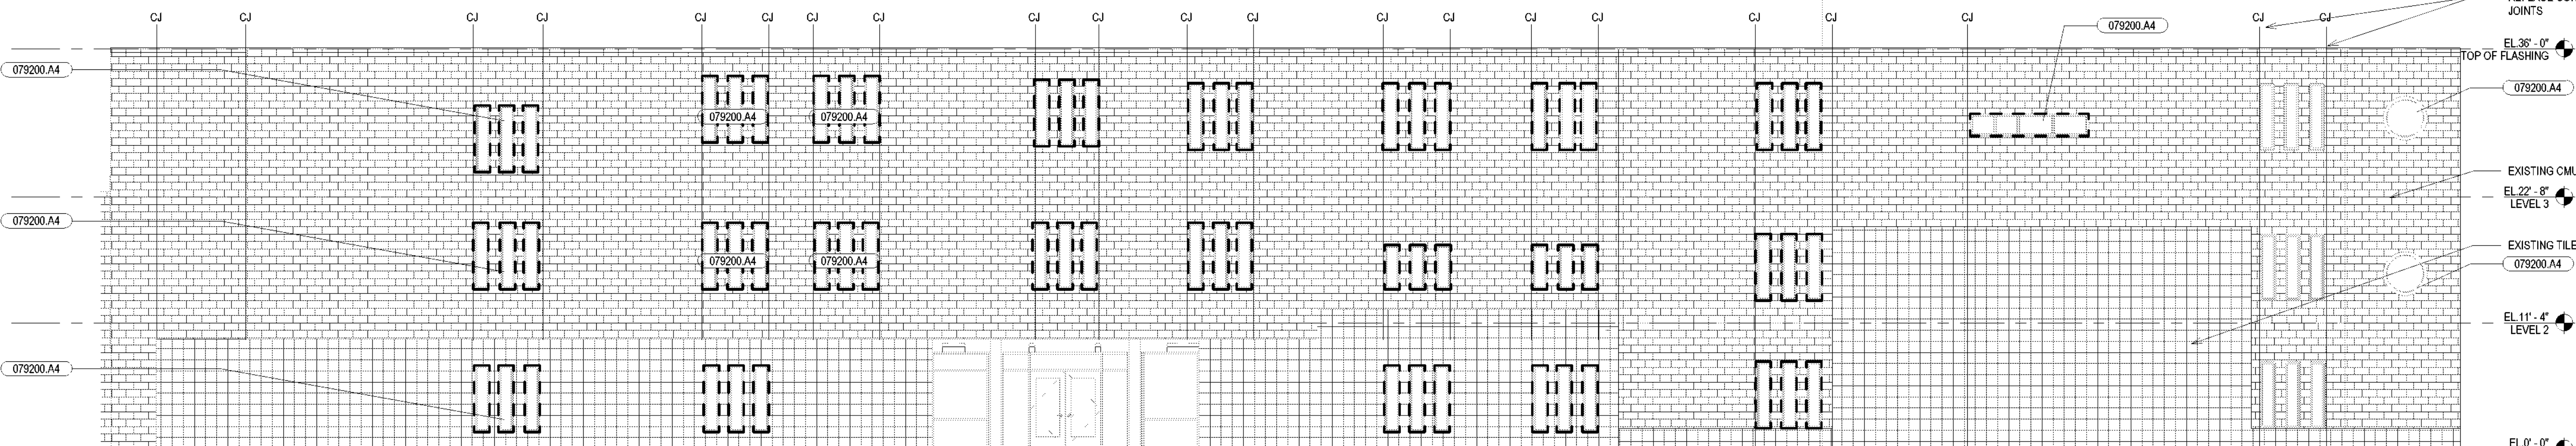 CJ CJ CJ CJ CJ CJ CJ CJ CJ CJ CJ CJ CJ CJ CJ CJ CJ CJ CJ CJ CJ
JOINTS
079200.A4
EL.36' - 0"
TOP OF FLASHING
079200.A4
079200.A4
079200.A4
079200.A4
EXISTING CMU
EL.22' - 8"
LEVEL 3
079200.A4
EXISTING TILE
079200.A4
079200.A4
079200.A4
EL.11' - 4"
LEVEL 2
079200.A4
EL.0' - 0"